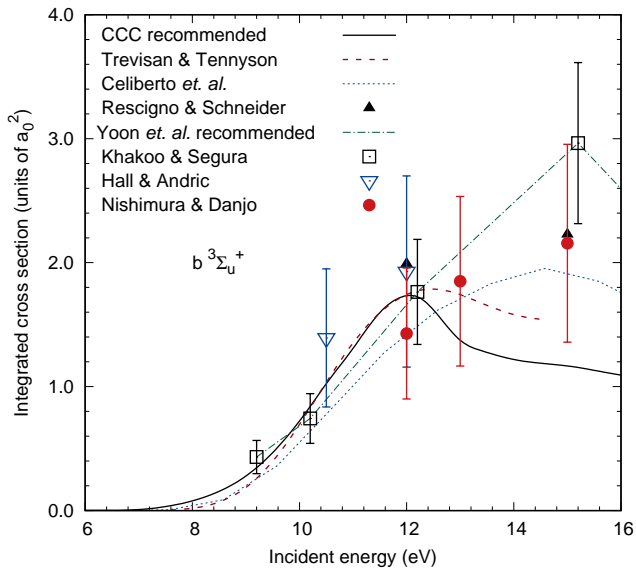 4.0
3.0
2.0
1.0
0.0
Integrated cross section (units of a₀²)
CCC recommended
Trevisan & Tennyson
Celiberto et. al.
Rescigno & Schneider
Yoon et. al. recommended
Khakoo & Segura
Hall & Andric
Nishimura & Danjo
b ³Σᵤ⁺
6 8 10 12 14 16
Incident energy (eV)